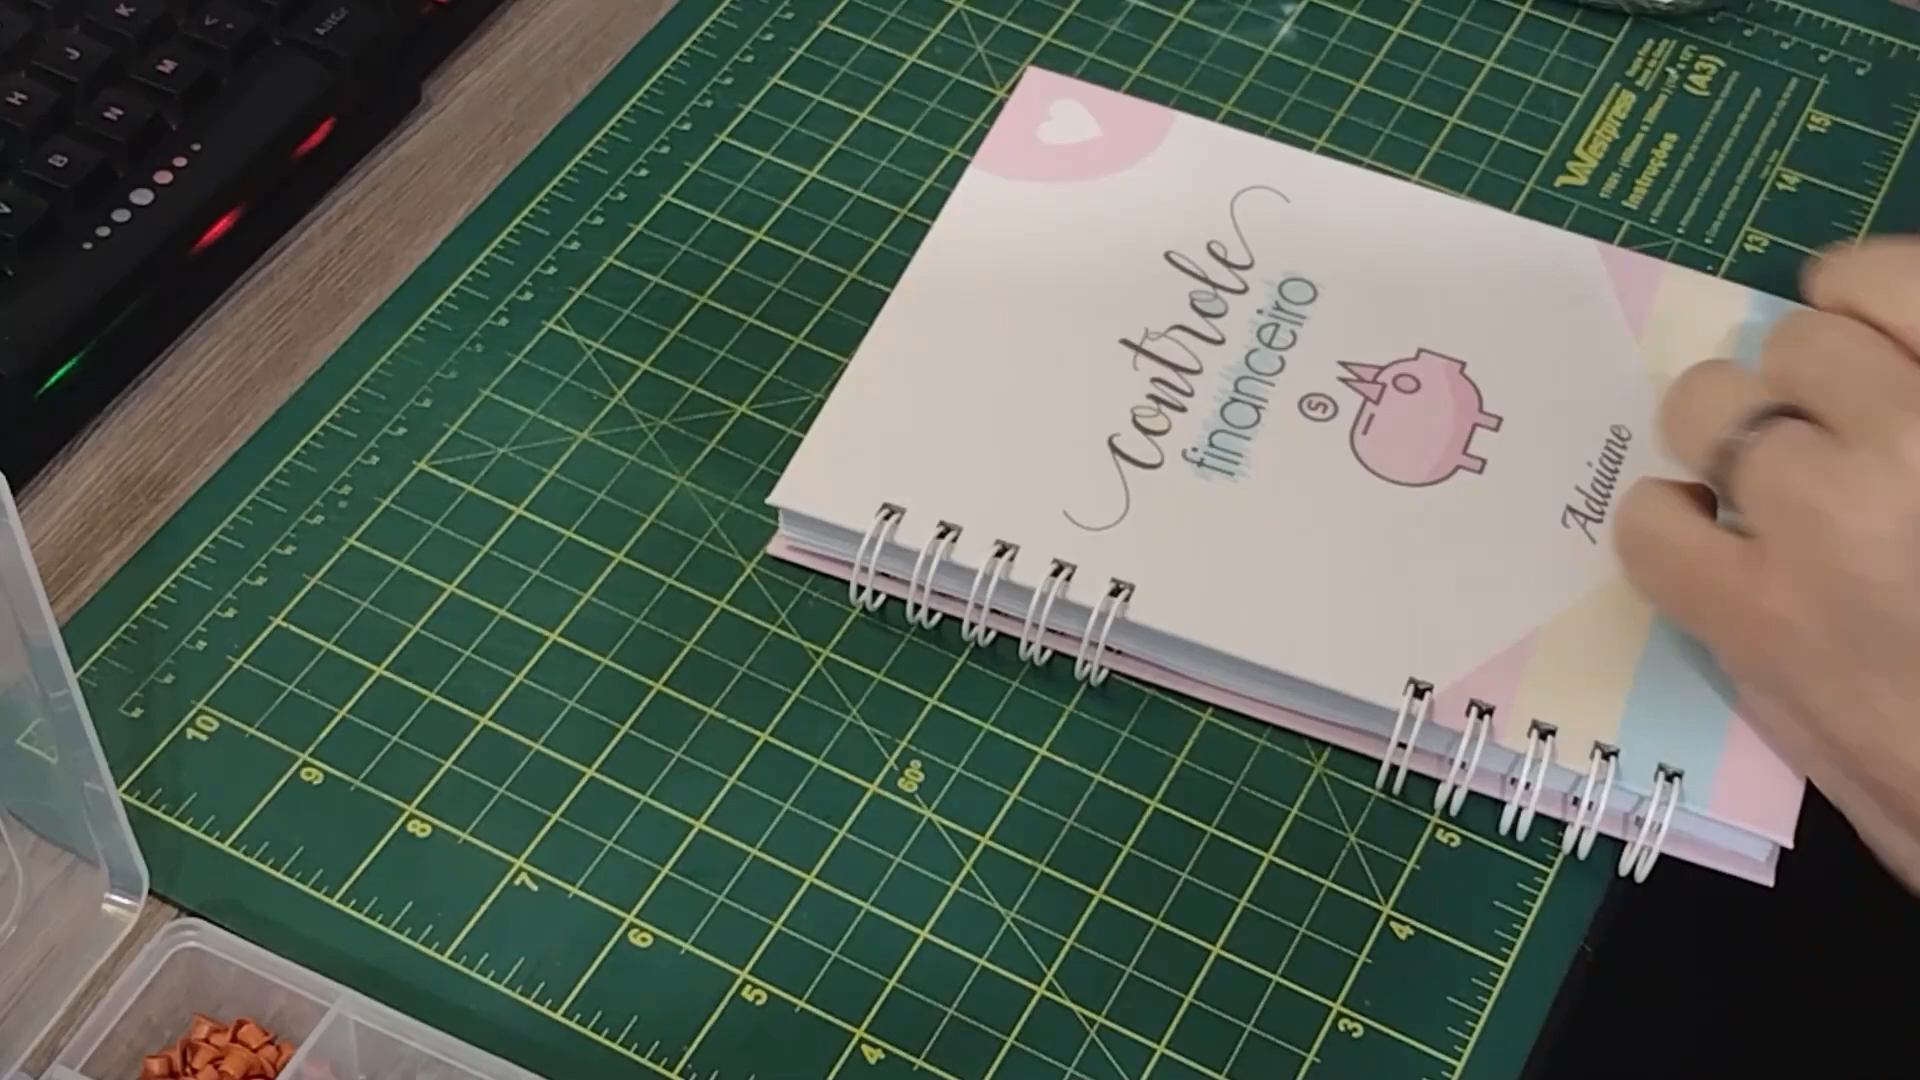 controle
financeiro
S
Adaiane
Westpress
(A3)
Instruções
15
14
13
10
9
8
7
6
5
4
60°
5
4
3
K
J
M
H
N
B
V